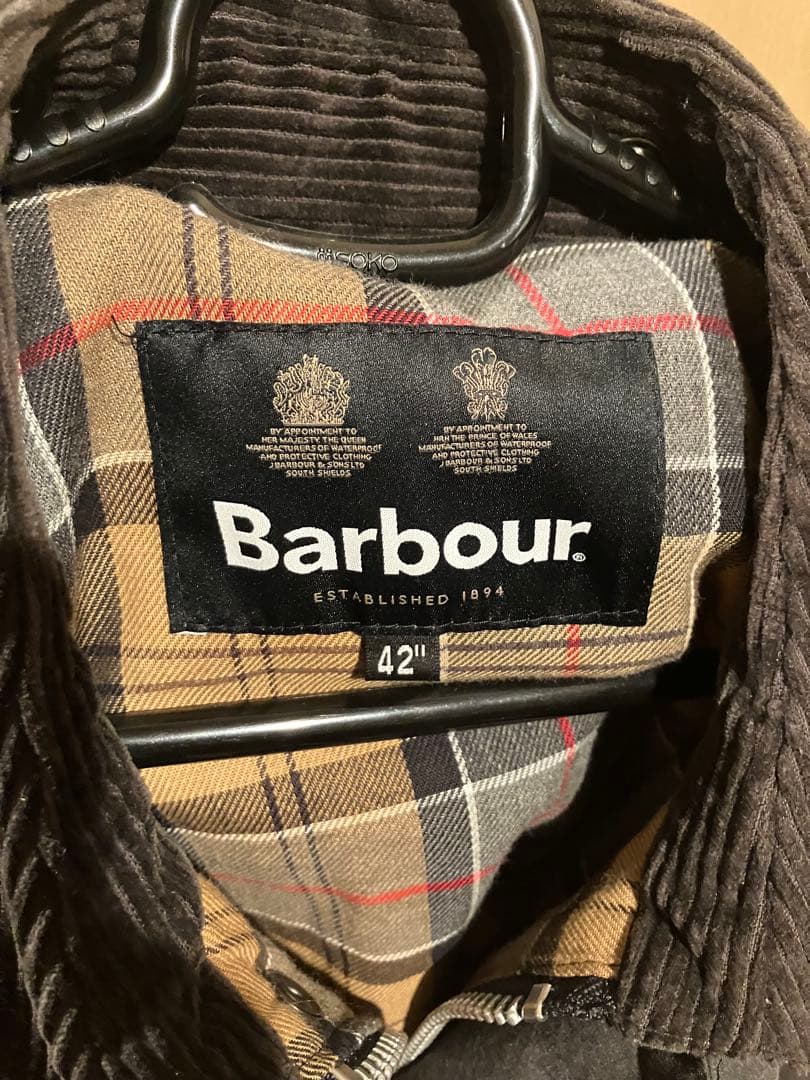 SOKO
BY APPOINTMENT TO
HER MAJESTY THE QUEEN
MANUFACTURERS OF WATERPROOF
AND PROTECTIVE CLOTHING
J BARBOUR & SONS LTD
SOUTH SHIELDS
BY APPOINTMENT TO
HRH THE PRINCE OF WALES
MANUFACTURERS OF WATERPROOF
AND PROTECTIVE CLOTHING
J BARBOUR & SONS LTD
SOUTH SHIELDS
Barbour®
ESTABLISHED 1894
42"